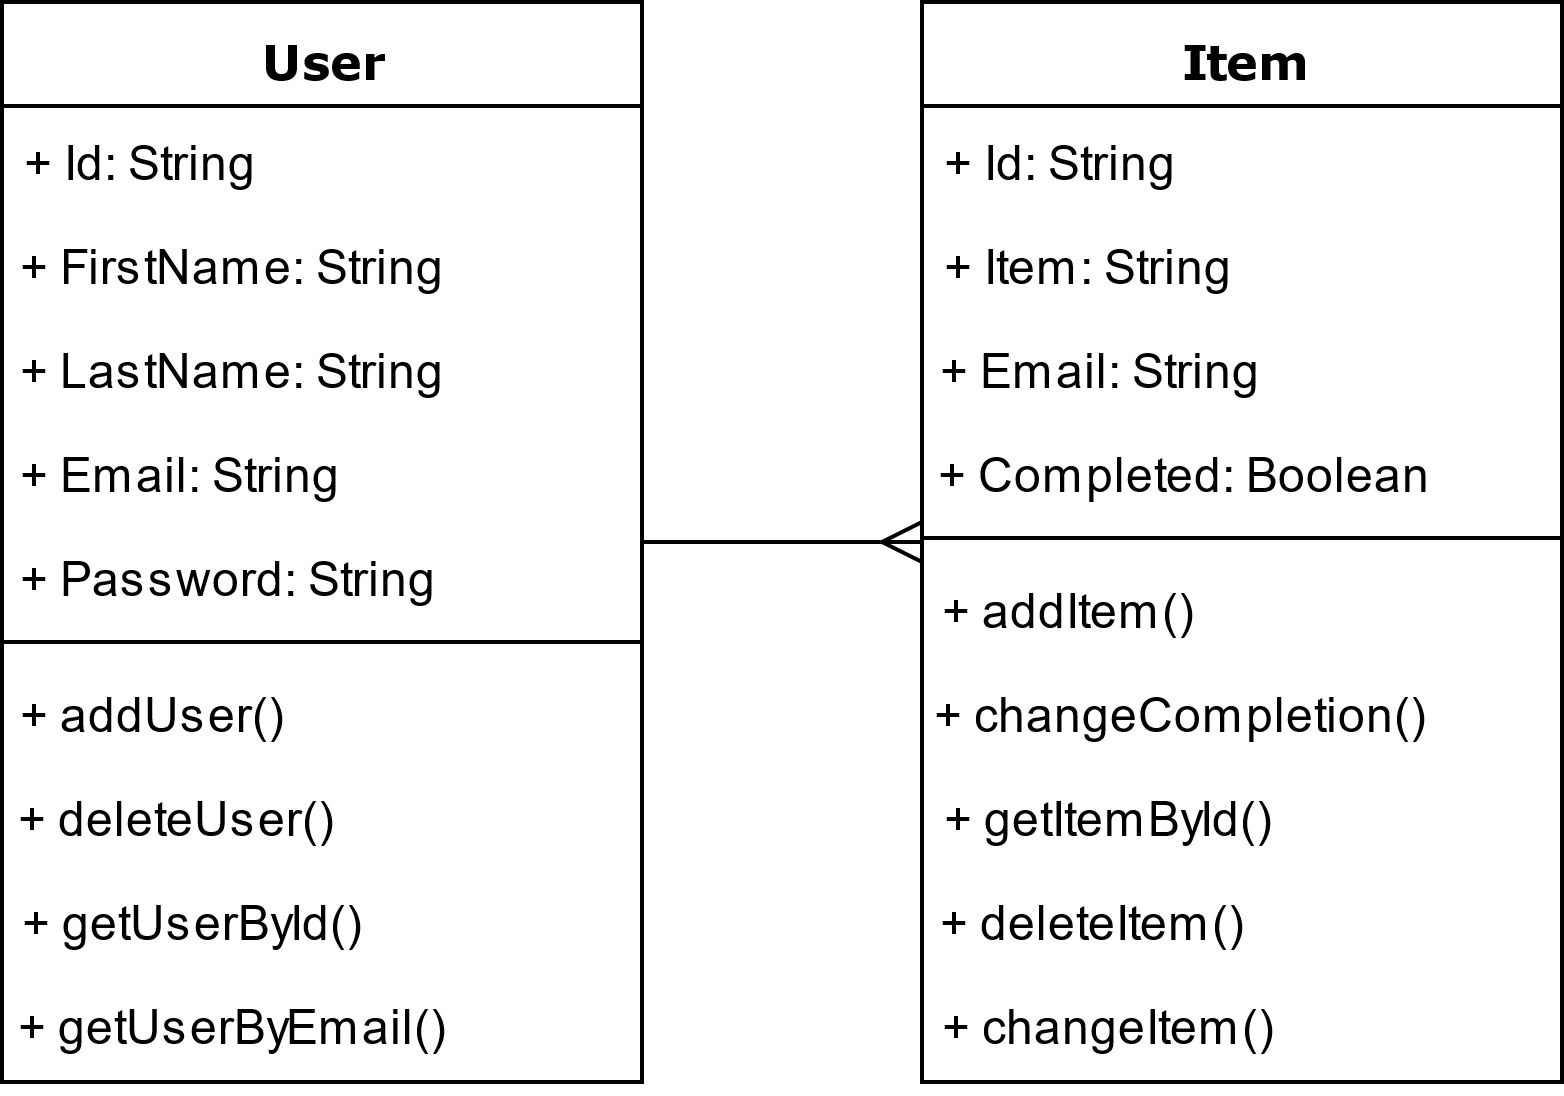 User
+ Id: String
+ FirstName: String
+ LastName: String
+ Email: String
+ Password: String
+ addUser()
+ deleteUser()
+ getUserById()
+ getUserByEmail()
Item
+ Id: String
+ Item: String
+ Email: String
+ Completed: Boolean
+ addItem()
+ changeCompletion()
+ getItemById()
+ deleteItem()
+ changeItem()